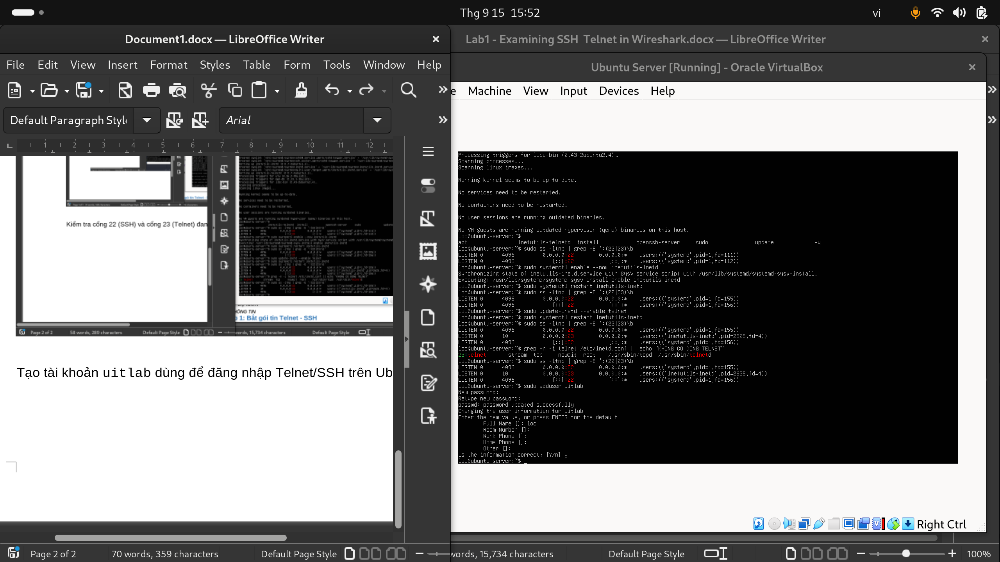 Thg 9 15 15:52
vi
Document1.docx — LibreOffice Writer
File Edit View Insert Format Styles Table Form Tools Window Help
Default Paragraph Style
Arial
1 2 3 4 5 6 7 8 9 10 11 12
Kiểm tra cổng 22 (SSH) và cổng 23 (Telnet) đan
HÔNG TIN
1: Bắt gói tin Telnet - SSH
Page 2 of 2 58 words, 289 characters Default Page Style words, 15,734 characters Default Page Style
Tạo tài khoản uitlab dùng để đăng nhập Telnet/SSH trên Ub
Page 2 of 2 70 words, 359 characters Default Page Style
Lab1 - Examining SSH  Telnet in Wireshark.docx — LibreOffice Writer
Ubuntu Server [Running] - Oracle VirtualBox
e Machine View Input Devices Help
Processing triggers for libc-bin (2.43-2ubuntu2.4)…
Scanning processes...
Scanning linux images...
Running kernel seems to be up-to-date.
No services need to be restarted.
No containers need to be restarted.
No user sessions are running outdated binaries.
No VM guests are running outdated hypervisor (qemu) binaries on this host.
loc@ubuntu-server:~$
apt inetutils-telnetd install openssh-server sudo update -y
loc@ubuntu-server:~$ sudo ss -ltnp | grep -E ':(22|23)\b'
LISTEN 0 4096 0.0.0.0:22 0.0.0.0:* users:(("systemd",pid=1,fd=111))
LISTEN 0 4096 [::]:22 [::]:* users:(("systemd",pid=1,fd=112))
loc@ubuntu-server:~$ sudo systemctl enable --now inetutils-inetd
Synchronizing state of inetutils-inetd.service with SysV service script with /usr/lib/systemd/systemd-sysv-install.
Executing: /usr/lib/systemd/systemd-sysv-install enable inetutils-inetd
loc@ubuntu-server:~$ sudo systemctl restart inetutils-inetd
loc@ubuntu-server:~$ sudo ss -ltnp | grep -E ':(22|23)\b'
LISTEN 0 4096 0.0.0.0:22 0.0.0.0:* users:(("systemd",pid=1,fd=155))
LISTEN 0 4096 [::]:22 [::]:* users:(("systemd",pid=1,fd=156))
loc@ubuntu-server:~$ sudo update-inetd --enable telnet
loc@ubuntu-server:~$ sudo systemctl restart inetutils-inetd
loc@ubuntu-server:~$ sudo ss -ltnp | grep -E ':(22|23)\b'
LISTEN 0 4096 0.0.0.0:22 0.0.0.0:* users:(("systemd",pid=1,fd=155))
LISTEN 0 10 0.0.0.0:23 0.0.0.0:* users:(("inetutils-inetd",pid=2625,fd=4))
LISTEN 0 4096 [::]:22 [::]:* users:(("systemd",pid=1,fd=156))
loc@ubuntu-server:~$ grep -n -i telnet /etc/inetd.conf || echo "KHONG CO DONG TELNET"
23:telnet stream tcp nowait root /usr/sbin/tcpd /usr/sbin/telnetd
loc@ubuntu-server:~$ sudo ss -ltnp | grep -E ':(22|23)\b'
LISTEN 0 4096 0.0.0.0:22 0.0.0.0:* users:(("systemd",pid=1,fd=155))
LISTEN 0 10 0.0.0.0:23 0.0.0.0:* users:(("inetutils-inetd",pid=2625,fd=4))
LISTEN 0 4096 [::]:22 [::]:* users:(("systemd",pid=1,fd=156))
loc@ubuntu-server:~$ sudo adduser uitlab
New password:
Retype new password:
passwd: password updated successfully
Changing the user information for uitlab
Enter the new value, or press ENTER for the default
Full Name []: loc
Room Number []:
Work Phone []:
Home Phone []:
Other []:
Is the information correct? [Y/n] y
loc@ubuntu-server:~$ _
Right Ctrl
words, 15,734 characters Default Page Style 100%